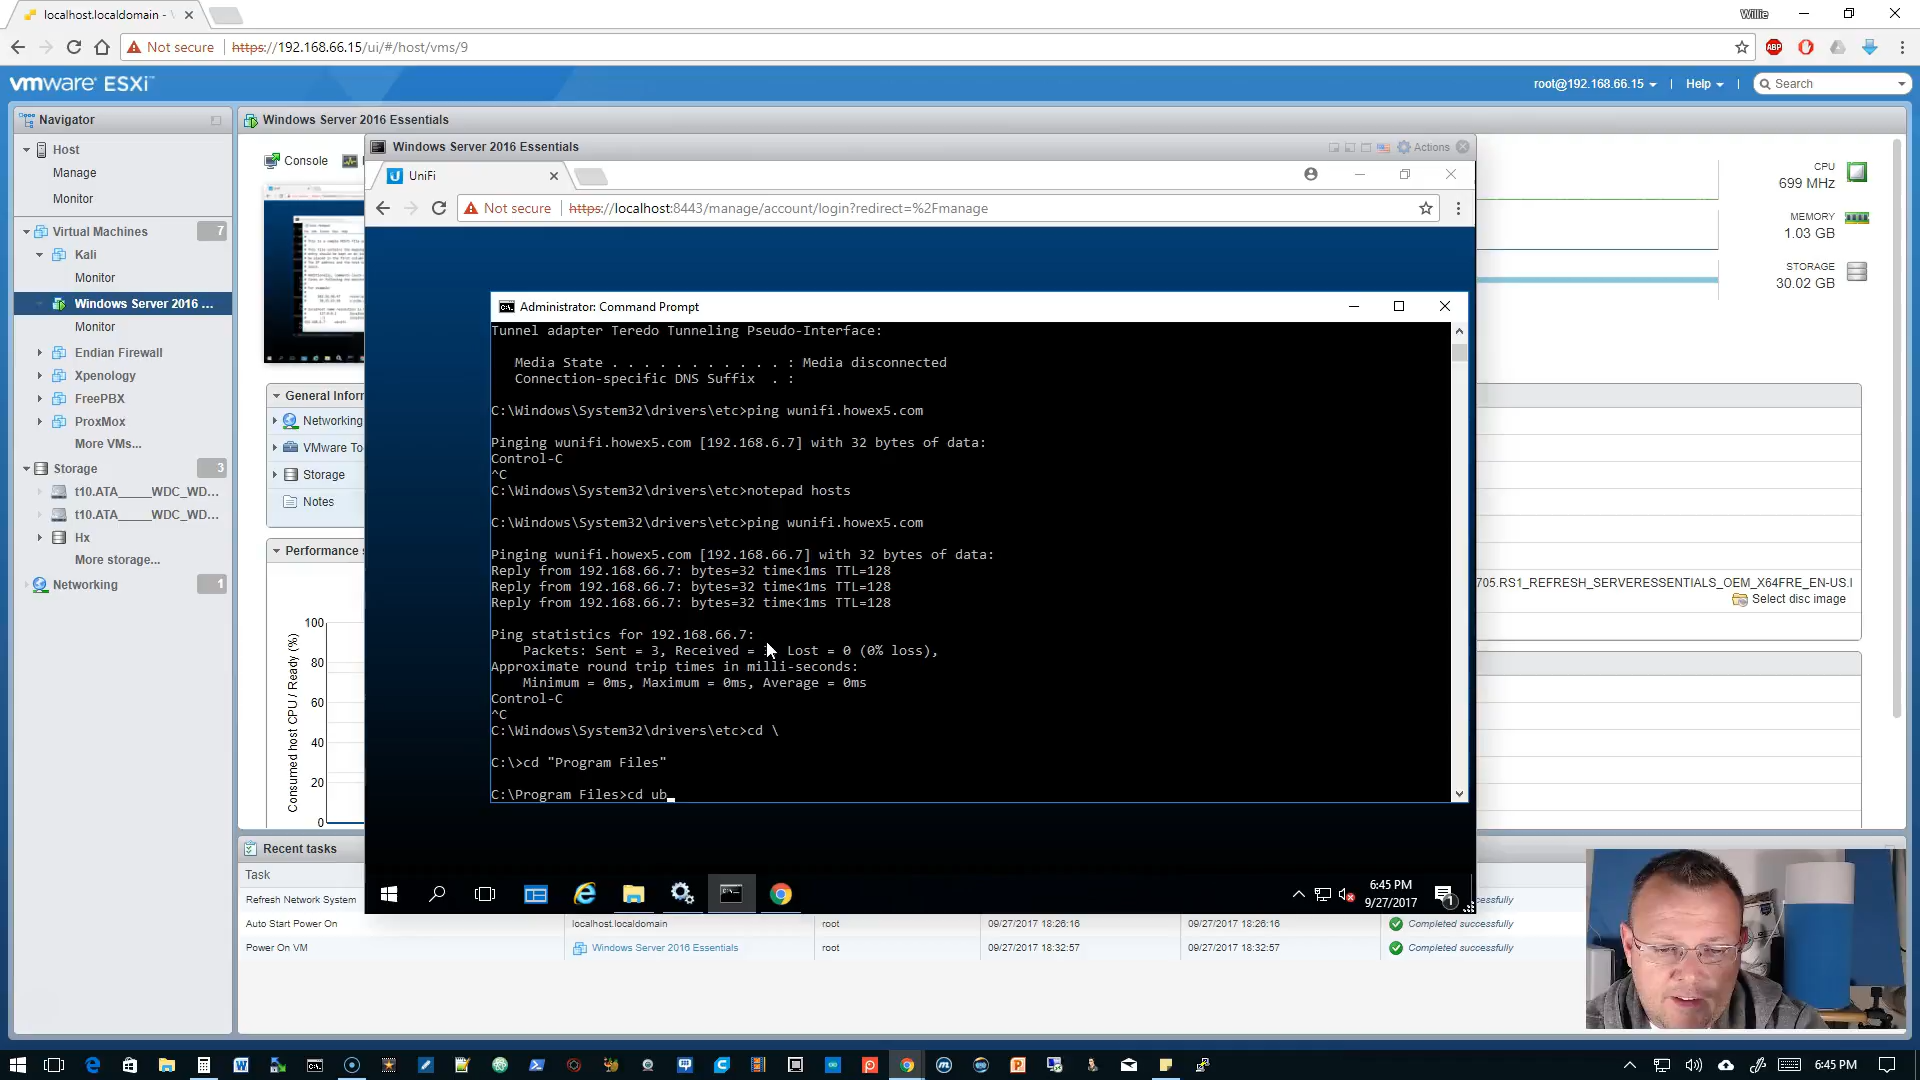 localhost.localdomain -
Willie
Not secure
https://192.168.66.15/ui/#/host/vms/9
ABP
vmware ESXi
root@192.168.66.15
Help
Search
Navigator
Host
Manage
Monitor
Virtual Machines
7
Kali
Monitor
Windows Server 2016 ...
Monitor
Endian Firewall
Xpenology
FreePBX
ProxMox
More VMs...
Storage
3
t10.ATA_____WDC_WD...
t10.ATA_____WDC_WD...
Hx
More storage...
Networking
1
Windows Server 2016 Essentials
Console
General Infor
Networking
VMware To
Storage
Notes
Performance s
Consumed host CPU / Ready (%)
100
80
60
40
20
0
CPU
699 MHz
MEMORY
1.03 GB
STORAGE
30.02 GB
705.RS1_REFRESH_SERVERESSENTIALS_OEM_X64FRE_EN-US.I
Select disc image
Windows Server 2016 Essentials
Actions
UniFi
Not secure
https://localhost:8443/manage/account/login?redirect=%2Fmanage
Administrator: Command Prompt
Tunnel adapter Teredo Tunneling Pseudo-Interface:
Media State . . . . . . . . . . . : Media disconnected
Connection-specific DNS Suffix  . :
C:\Windows\System32\drivers\etc>ping wunifi.howex5.com
Pinging wunifi.howex5.com [192.168.6.7] with 32 bytes of data:
Control-C
^C
C:\Windows\System32\drivers\etc>notepad hosts
C:\Windows\System32\drivers\etc>ping wunifi.howex5.com
Pinging wunifi.howex5.com [192.168.66.7] with 32 bytes of data:
Reply from 192.168.66.7: bytes=32 time<1ms TTL=128
Reply from 192.168.66.7: bytes=32 time<1ms TTL=128
Reply from 192.168.66.7: bytes=32 time<1ms TTL=128
Ping statistics for 192.168.66.7:
Packets: Sent = 3, Received = Lost = 0 (0% loss),
Approximate round trip times in milli-seconds:
Minimum = 0ms, Maximum = 0ms, Average = 0ms
Control-C
^C
C:\Windows\System32\drivers\etc>cd \
C:\>cd "Program Files"
C:\Program Files>cd ub_
6:45 PM
9/27/2017
1
Recent tasks
Task
Refresh Network System
Auto Start Power On
localhost.localdomain
root
09/27/2017 18:26:16
09/27/2017 18:26:16
Completed successfully
Power On VM
Windows Server 2016 Essentials
root
09/27/2017 18:32:57
09/27/2017 18:32:57
Completed successfully
6:45 PM